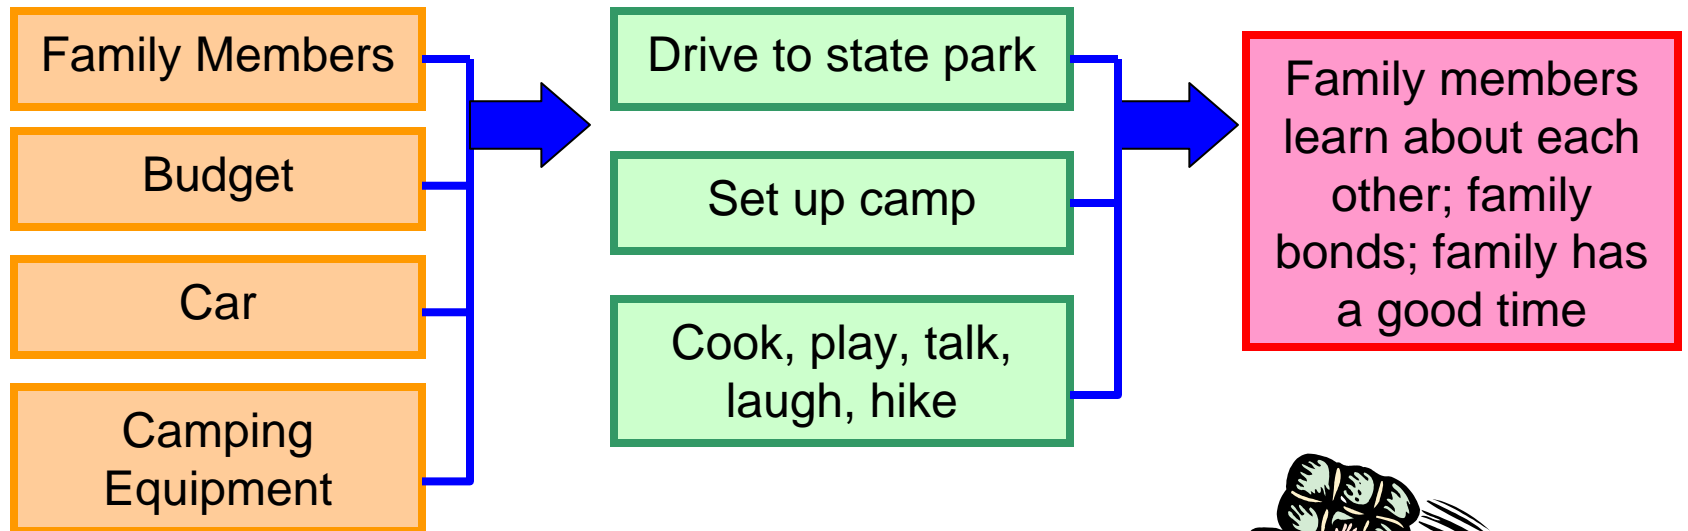 Family Members
Budget
Car
Camping
Equipment
Drive to state park
Set up camp
Cook, play, talk,
laugh, hike
Family members
learn about each
other; family
bonds; family has
a good time